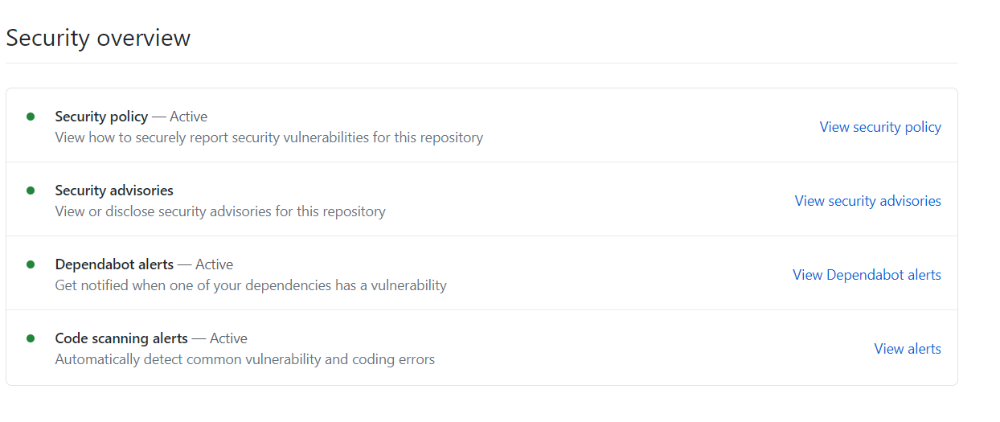 Security overview
Security policy — Active
View how to securely report security vulnerabilities for this repository
View security policy
Security advisories
View or disclose security advisories for this repository
View security advisories
Dependabot alerts — Active
Get notified when one of your dependencies has a vulnerability
View Dependabot alerts
Code scanning alerts — Active
Automatically detect common vulnerability and coding errors
View alerts